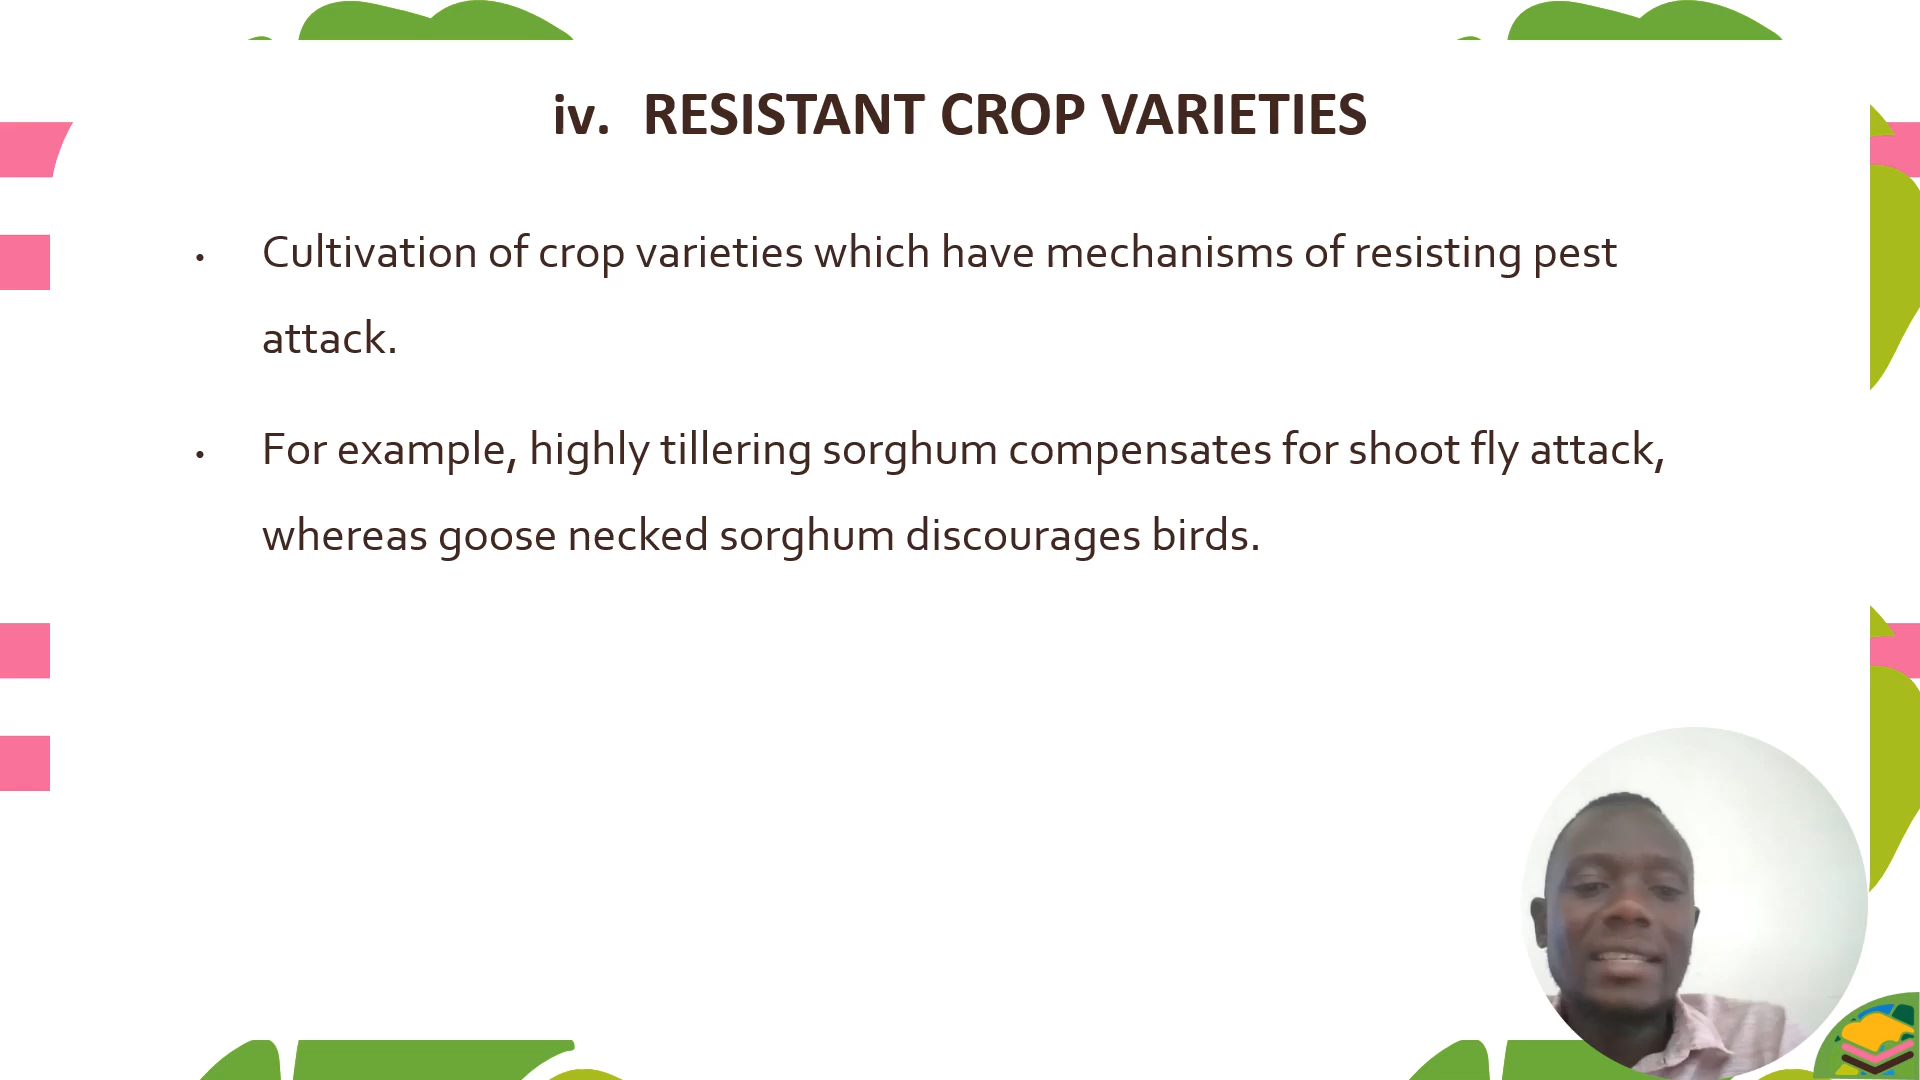 iv. RESISTANT CROP VARIETIES
• Cultivation of crop varieties which have mechanisms of resisting pest
attack.
• For example, highly tillering sorghum compensates for shoot fly attack,
whereas goose necked sorghum discourages birds.